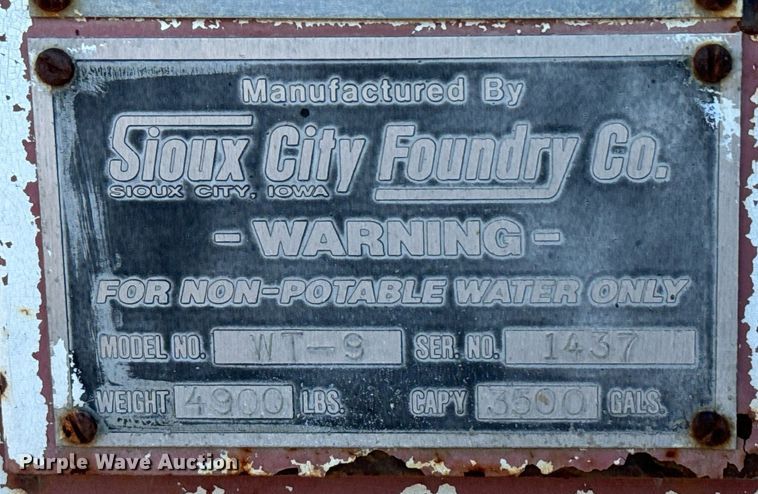 Manufactured By
Sioux City Foundry Co.
SIOUX CITY, IOWA
- WARNING -
FOR NON-POTABLE WATER ONLY
MODEL NO. WT-9 SER. NO. 1437
WEIGHT 4900 LBS. CAP'Y 3500 GALS.
Purple Wave Auction